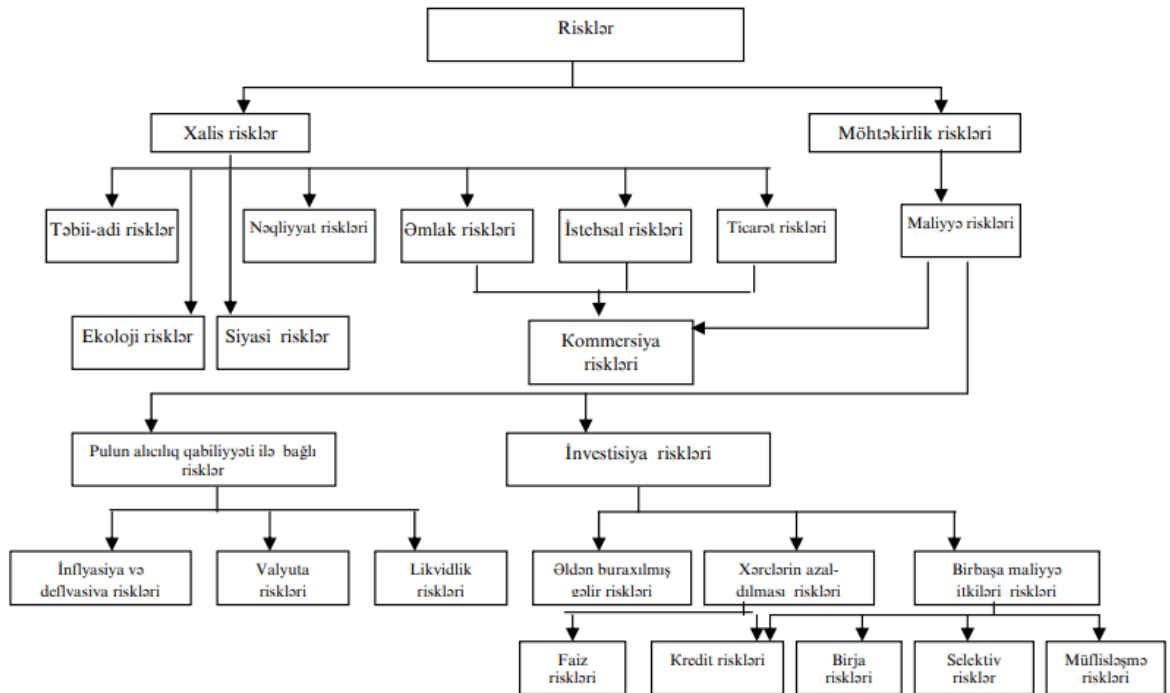 Risklər
Xalis risklər
Möhtəkirlik riskləri
Təbii-adi risklər
Nəqliyyat riskləri
Əmlak riskləri
İstehsal riskləri
Ticarət riskləri
Maliyyə riskləri
Ekoloji risklər
Siyasi risklər
Kommersiya
riskləri
Pulun alıcılıq qabiliyyəti ilə bağlı
risklər
İnvestisiya riskləri
İnflyasiya və
deflyasiya riskləri
Valyuta
riskləri
Likvidlik
riskləri
Əldən buraxılmış
gəlir riskləri
Xərclərin azal-
dılması riskləri
Birbaşa maliyyə
itkiləri riskləri
Faiz
riskləri
Kredit riskləri
Birja
riskləri
Selektiv
risklər
Müflisləşmə
riskləri